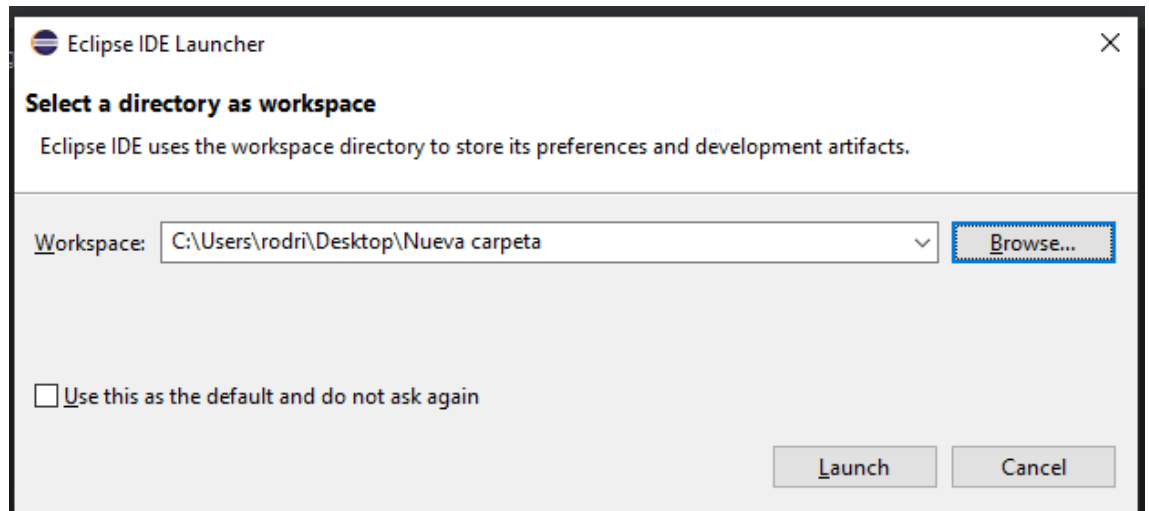 Eclipse IDE Launcher
Select a directory as workspace
Eclipse IDE uses the workspace directory to store its preferences and development artifacts.
Workspace: C:\Users\rodri\Desktop\Nueva carpeta Browse...
Use this as the default and do not ask again
Launch Cancel